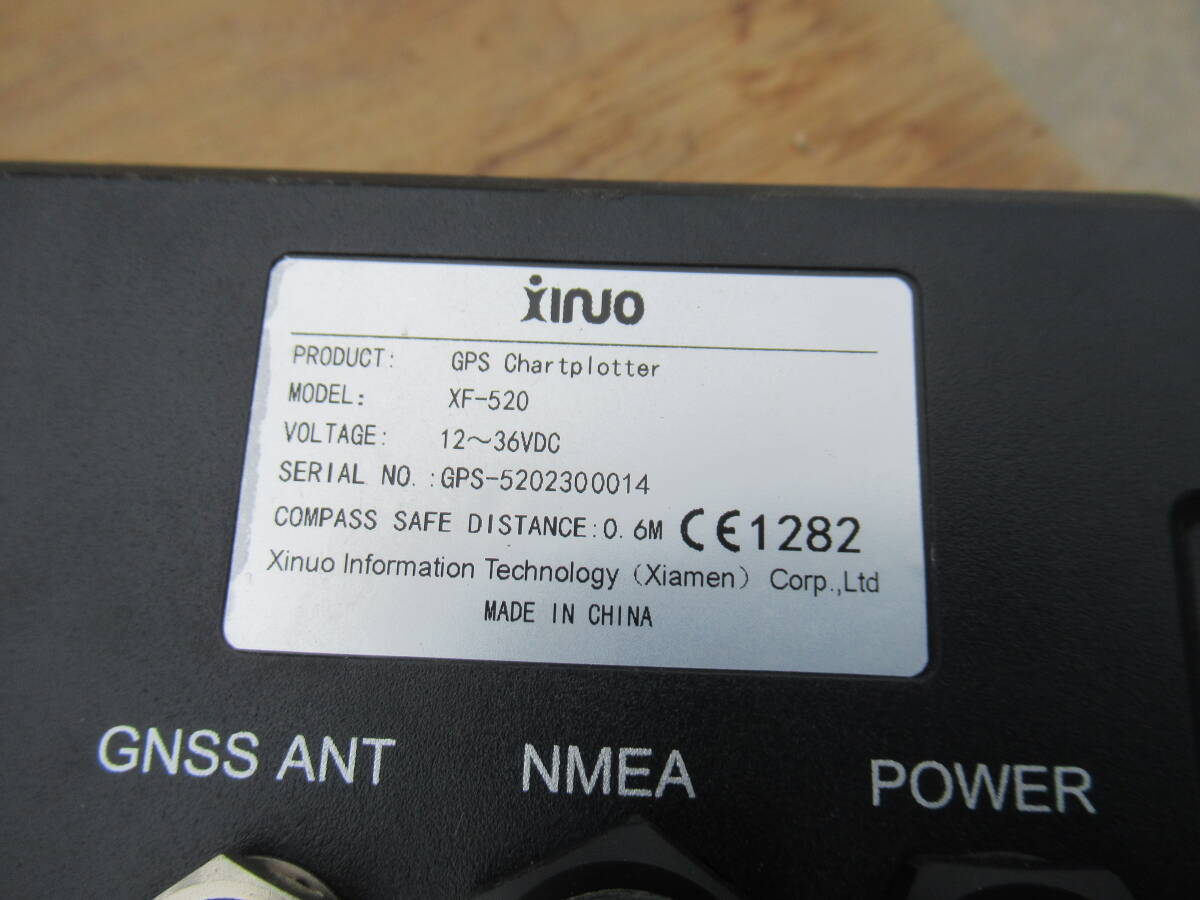 xinuo
PRODUCT: GPS Chartplotter
MODEL: XF-520
VOLTAGE: 12～36VDC
SERIAL NO.:GPS-5202300014
COMPASS SAFE DISTANCE:0.6M CE1282
Xinuo Information Technology（Xiamen） Corp.,Ltd
MADE IN CHINA
GNSS ANT NMEA POWER